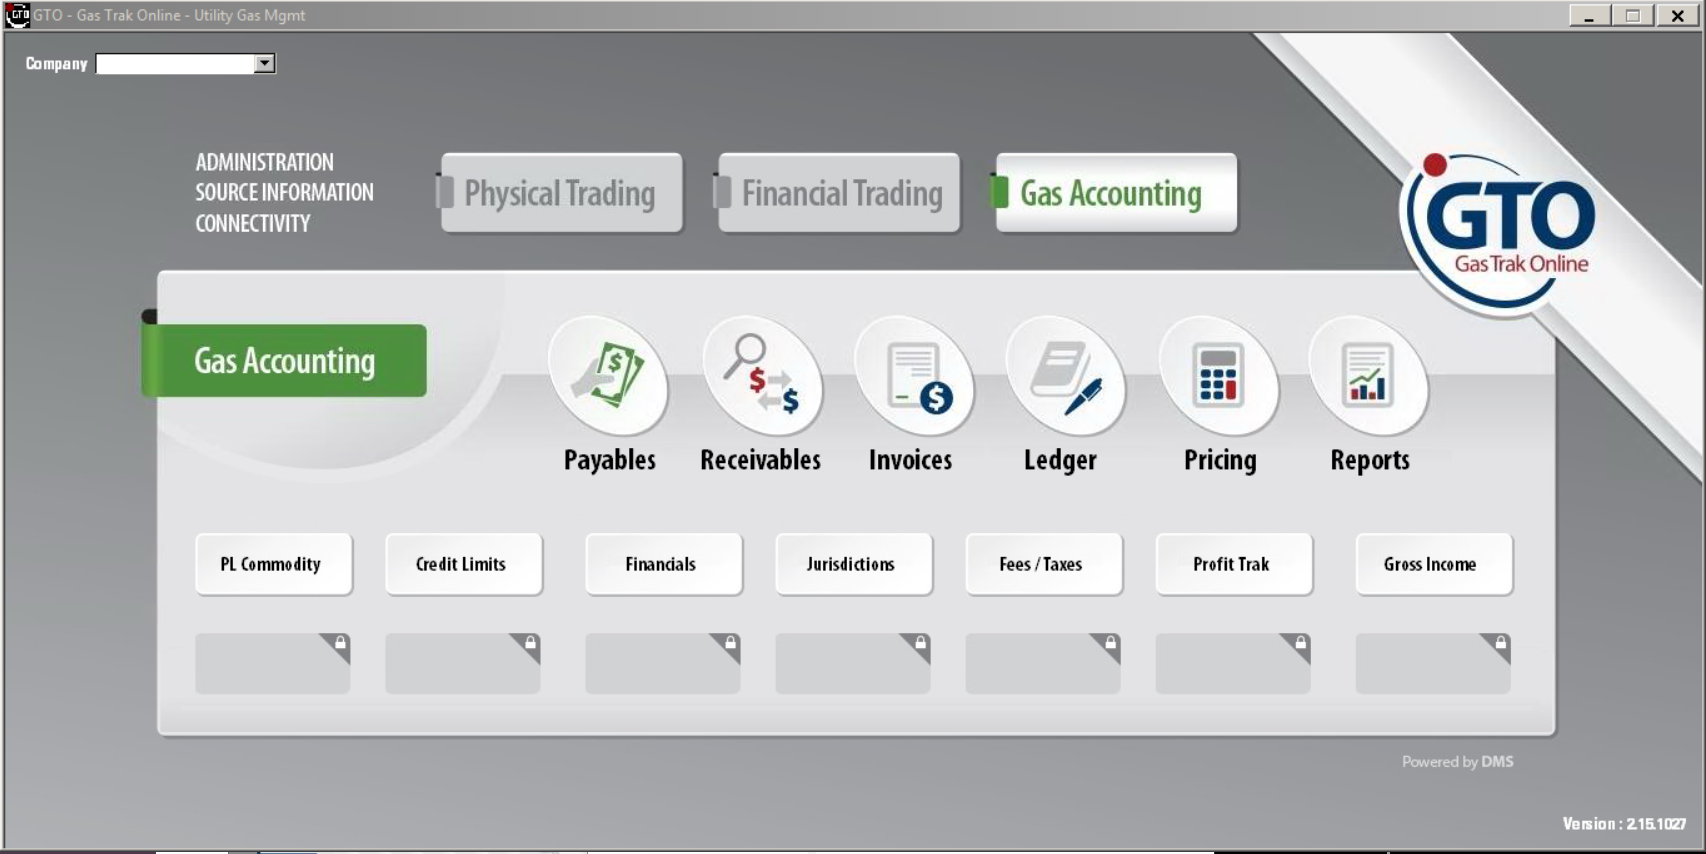 GTO - Gas Trak Online - Utility Gas Mgmt
Company
ADMINISTRATION
SOURCE INFORMATION
CONNECTIVITY
Physical Trading
Financial Trading
Gas Accounting
GTO
Gas Trak Online
Gas Accounting
Payables
Receivables
Invoices
Ledger
Pricing
Reports
PL Commodity
Credit Limits
Financials
Jurisdictions
Fees / Taxes
Profit Trak
Gross Income
Powered by DMS
Version : 2.15.1027